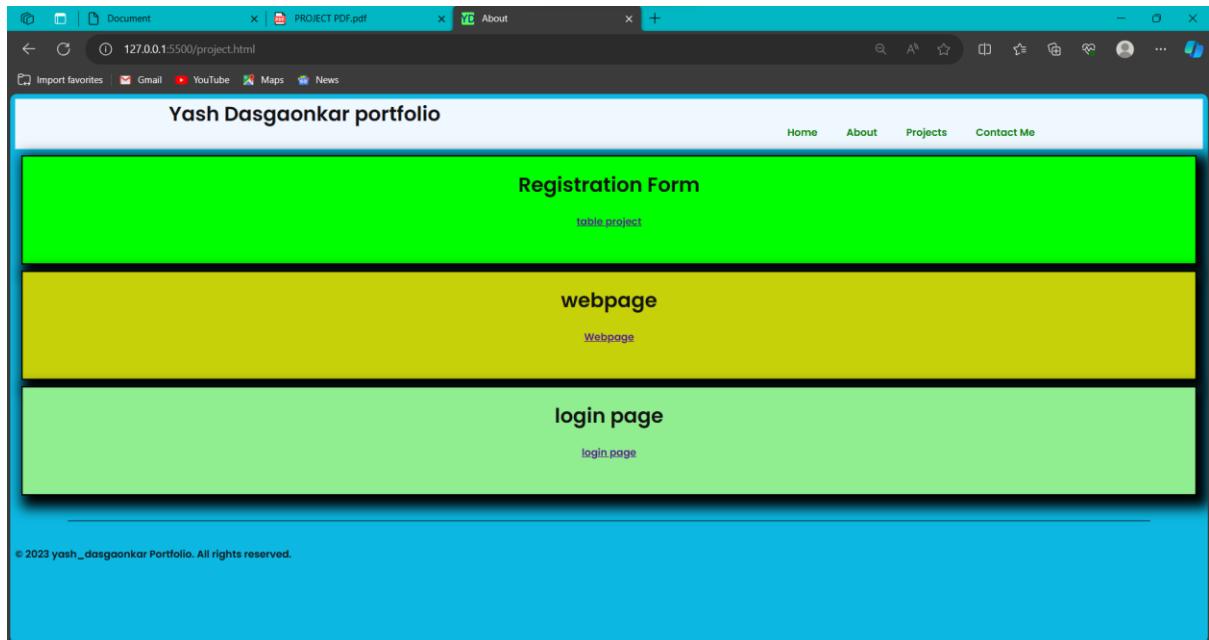 Document
PROJECT PDF.pdf
YD About
127.0.0.1:5500/project.html
Import favorites Gmail YouTube Maps News
Yash Dasgaonkar portfolio
Home About Projects Contact Me
Registration Form
table project
webpage
Webpage
login page
login page
© 2023 yash_dasgaonkar Portfolio. All rights reserved.